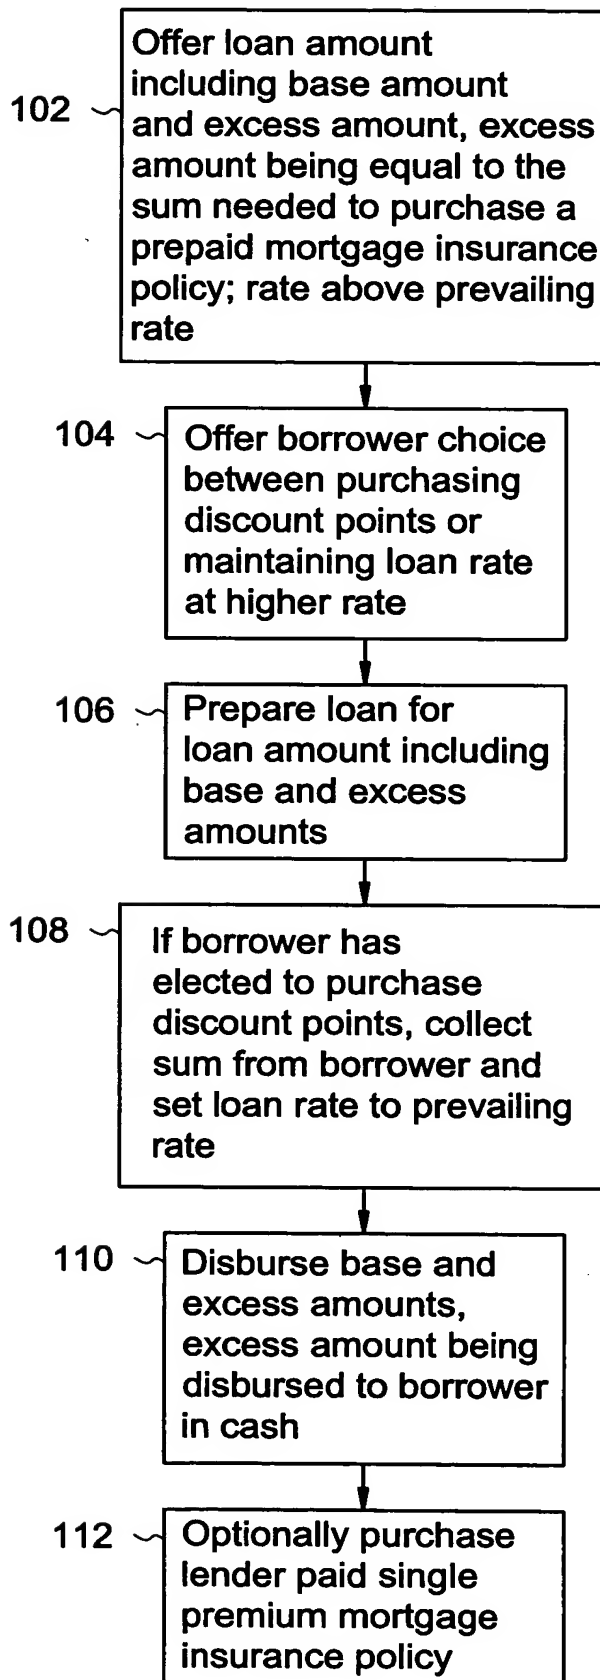 Offer loan amount
including base amount
102 and excess amount, excess
amount being equal to the
sum needed to purchase a
prepaid mortgage insurance
policy; rate above prevailing
rate
104 Offer borrower choice
between purchasing
discount points or
maintaining loan rate
at higher rate
106 Prepare loan for
loan amount including
base and excess
amounts
108 If borrower has
elected to purchase
discount points, collect
sum from borrower and
set loan rate to prevailing
rate
110 Disburse base and
excess amounts,
excess amount being
disbursed to borrower
in cash
112 Optionally purchase
lender paid single
premium mortgage
insurance policy